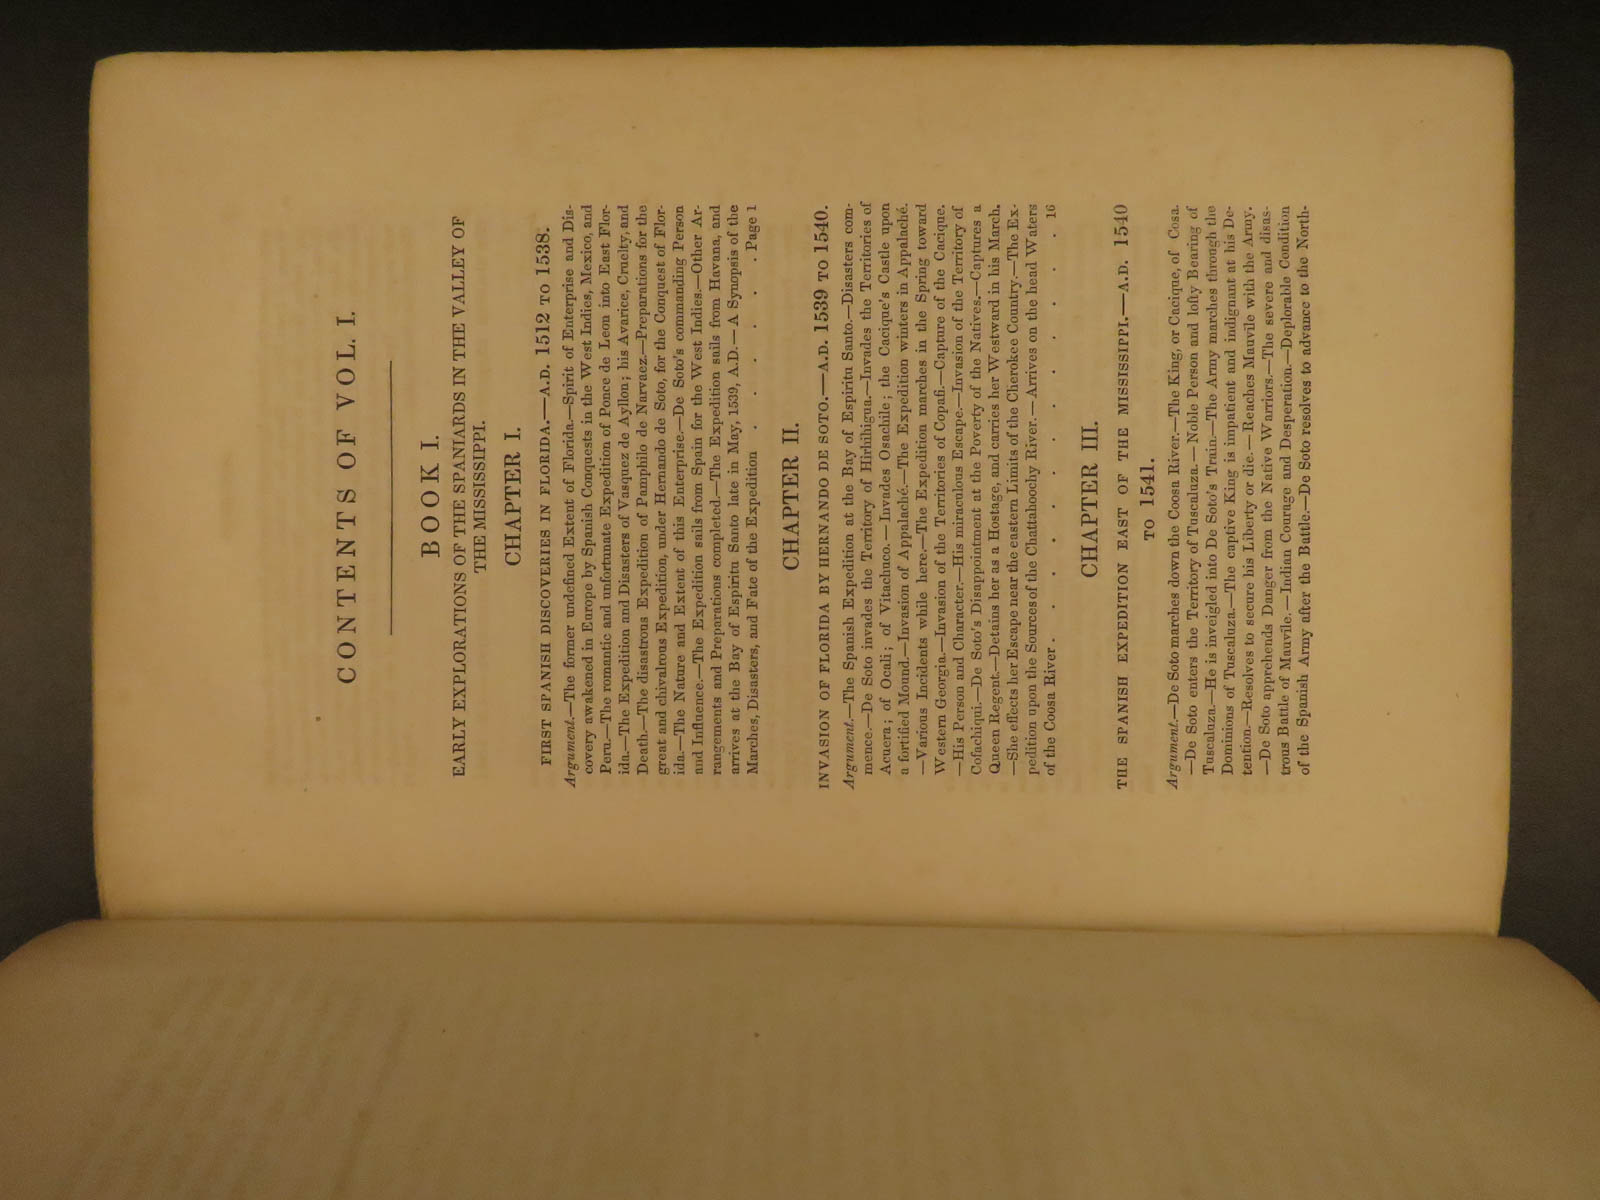 CONTENTS OF VOL. I.
BOOK I.
EARLY EXPLORATIONS OF THE SPANIARDS IN THE VALLEY OF
THE MISSISSIPPI.
CHAPTER I.
FIRST SPANISH DISCOVERIES IN FLORIDA.—A.D. 1512 TO 1538.
Argument.—The former undefined Extent of Florida.—Spirit of Enterprise and Dis-
covery awakened in Europe by Spanish Conquests in the West Indies, Mexico, and
Peru.—The romantic and unfortunate Expedition of Ponce de Leon into East Flor-
ida.—The Expedition and Disasters of Vasquez de Ayllon; his Avarice, Cruelty, and
Death.—The disastrous Expedition of Pamphilo de Narvaez.—Preparations for the
great and chivalrous Expedition, under Hernando de Soto, for the Conquest of Flor-
ida.—The Nature and Extent of this Enterprise.—De Soto's commanding Person
and Influence.—The Expedition sails from Spain for the West Indies.—Other Ar-
rangements and Preparations completed.—The Expedition sails from Havana, and
arrives at the Bay of Espiritu Santo late in May, 1539, A.D.—A Synopsis of the
Marches, Disasters, and Fate of the Expedition . . . . . . Page 1
CHAPTER II.
INVASION OF FLORIDA BY HERNANDO DE SOTO.—A.D. 1539 TO 1540.
Argument.—The Spanish Expedition at the Bay of Espiritu Santo.—Disasters com-
mence.—De Soto invades the Territory of Hirhihigua.—Invades the Territories of
Acuera; of Ocali; of Vitachuco.—Invades Osachile; the Cacique's Castle upon
a fortified Mound.—Invasion of Appalaché.—The Expedition winters in Appalaché.
—Various Incidents while here.—The Expedition marches in the Spring toward
Western Georgia.—Invasion of the Territories of Copafi.—Capture of the Cacique.
—His Person and Character.—His miraculous Escape.—Invasion of the Territory of
Cofachiqui.—De Soto's Disappointment at the Poverty of the Natives.—Captures a
Queen Regent.—Detains her as a Hostage, and carries her Westward in his March.
—She effects her Escape near the eastern Limits of the Cherokee Country.—The Ex-
pedition upon the Sources of the Chattahoochy River.—Arrives on the head Waters
of the Coosa River . . . . . . . . . . . . 16
CHAPTER III.
THE SPANISH EXPEDITION EAST OF THE MISSISSIPPI.—A.D. 1540
TO 1541.
Argument.—De Soto marches down the Coosa River.—The King, or Cacique, of Cosa.
—De Soto enters the Territory of Tuscaluza.—Noble Person and lofty Bearing of
Tuscaluza.—He is inveigled into De Soto's Train.—The Army marches through the
Dominions of Tuscaluza.—The captive King is impatient and indignant at his De-
tention.—Resolves to secure his Liberty or die.—Reaches Mauvile with the Army.
—De Soto apprehends Danger from the Native Warriors.—The severe and disas-
trous Battle of Mauvile.—Indian Courage and Desperation.—Deplorable Condition
of the Spanish Army after the Battle.—De Soto resolves to advance to the North-